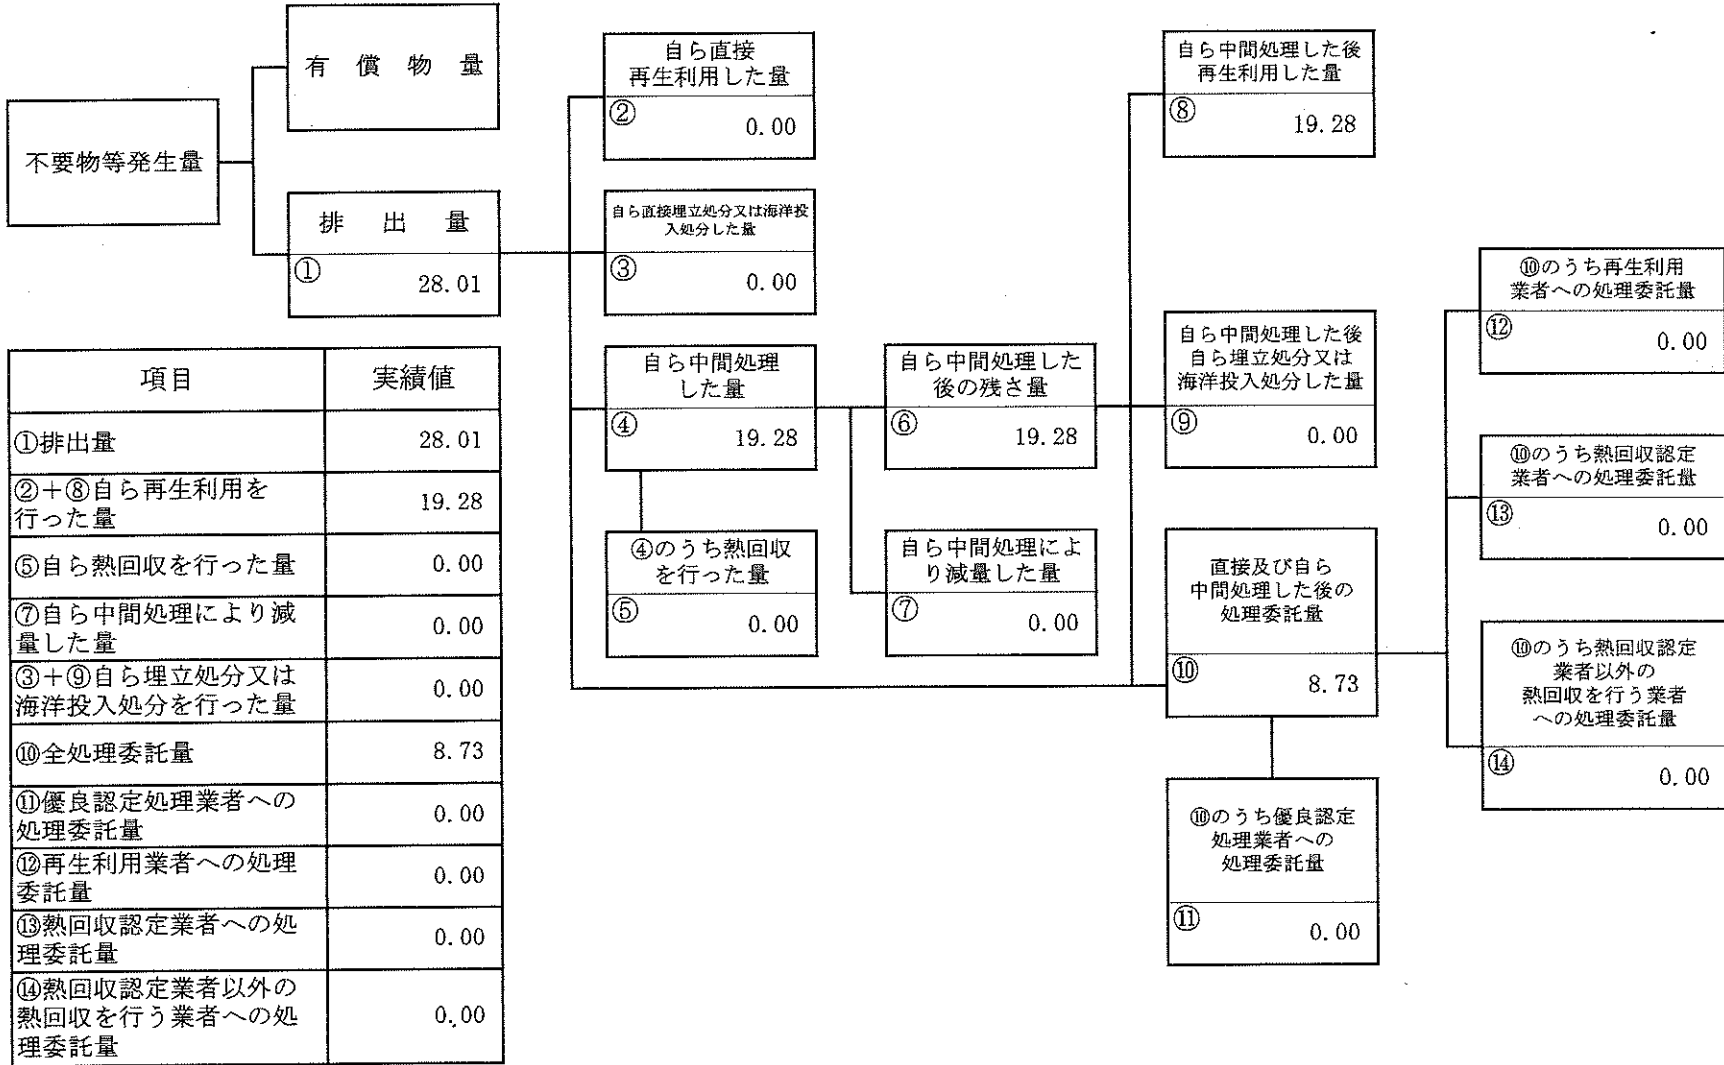 不要物等発生量
有償物量
排出量
①
28.01
自ら直接
再生利用した量
②
0.00
自ら直接埋立処分又は海洋投
入処分した量
③
0.00
自ら中間処理
した量
④
19.28
④のうち熱回収
を行った量
⑤
0.00
自ら中間処理した
後の残さ量
⑥
19.28
自ら中間処理によ
り減量した量
⑦
0.00
自ら中間処理した後
再生利用した量
⑧
19.28
自ら中間処理した後
自ら埋立処分又は
海洋投入処分した量
⑨
0.00
直接及び自ら
中間処理した後の
処理委託量
⑩
8.73
⑩のうち優良認定
処理業者への
処理委託量
⑪
0.00
⑩のうち再生利用
業者への処理委託量
⑫
0.00
⑩のうち熱回収認定
業者への処理委託量
⑬
0.00
⑩のうち熱回収認定
業者以外の
熱回収を行う業者
への処理委託量
⑭
0.00
項目 実績値
①排出量 28.01
②+⑧自ら再生利用を
行った量 19.28
⑤自ら熱回収を行った量 0.00
⑦自ら中間処理により減
量した量 0.00
③+⑨自ら埋立処分又は
海洋投入処分を行った量 0.00
⑩全処理委託量 8.73
⑪優良認定処理業者への
処理委託量 0.00
⑫再生利用業者への処理
委託量 0.00
⑬熱回収認定業者への処
理委託量 0.00
⑭熱回収認定業者以外の
熱回収を行う業者への処
理委託量 0.00